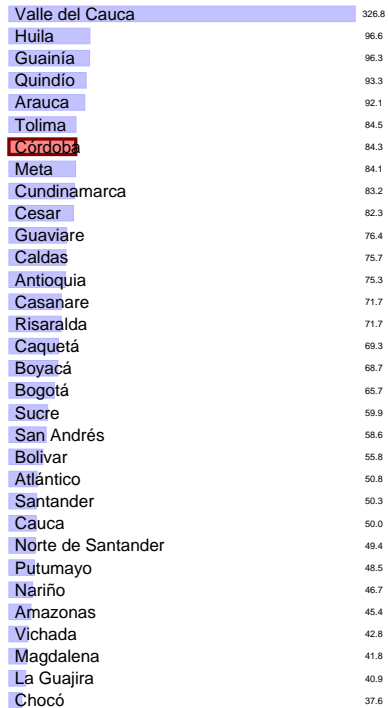 Valle del Cauca 326.8
Huila 96.6
Guainía 96.3
Quindío 93.3
Arauca 92.1
Tolima 84.5
Córdoba 84.3
Meta 84.1
Cundinamarca 83.2
Cesar 82.3
Guaviare 76.4
Caldas 75.7
Antioquia 75.3
Casanare 71.7
Risaralda 71.7
Caquetá 69.3
Boyacá 68.7
Bogotá 65.7
Sucre 59.9
San Andrés 58.6
Bolivar 55.8
Atlántico 50.8
Santander 50.3
Cauca 50.0
Norte de Santander 49.4
Putumayo 48.5
Nariño 46.7
Amazonas 45.4
Vichada 42.8
Magdalena 41.8
La Guajira 40.9
Chocó 37.6